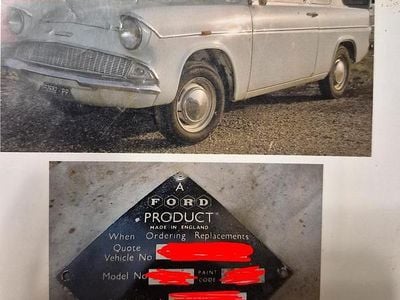 A
FORD
PRODUCT
MADE IN ENGLAND
When Ordering Replacements
Quote
Vehicle No
Model No
PAINT
CODE